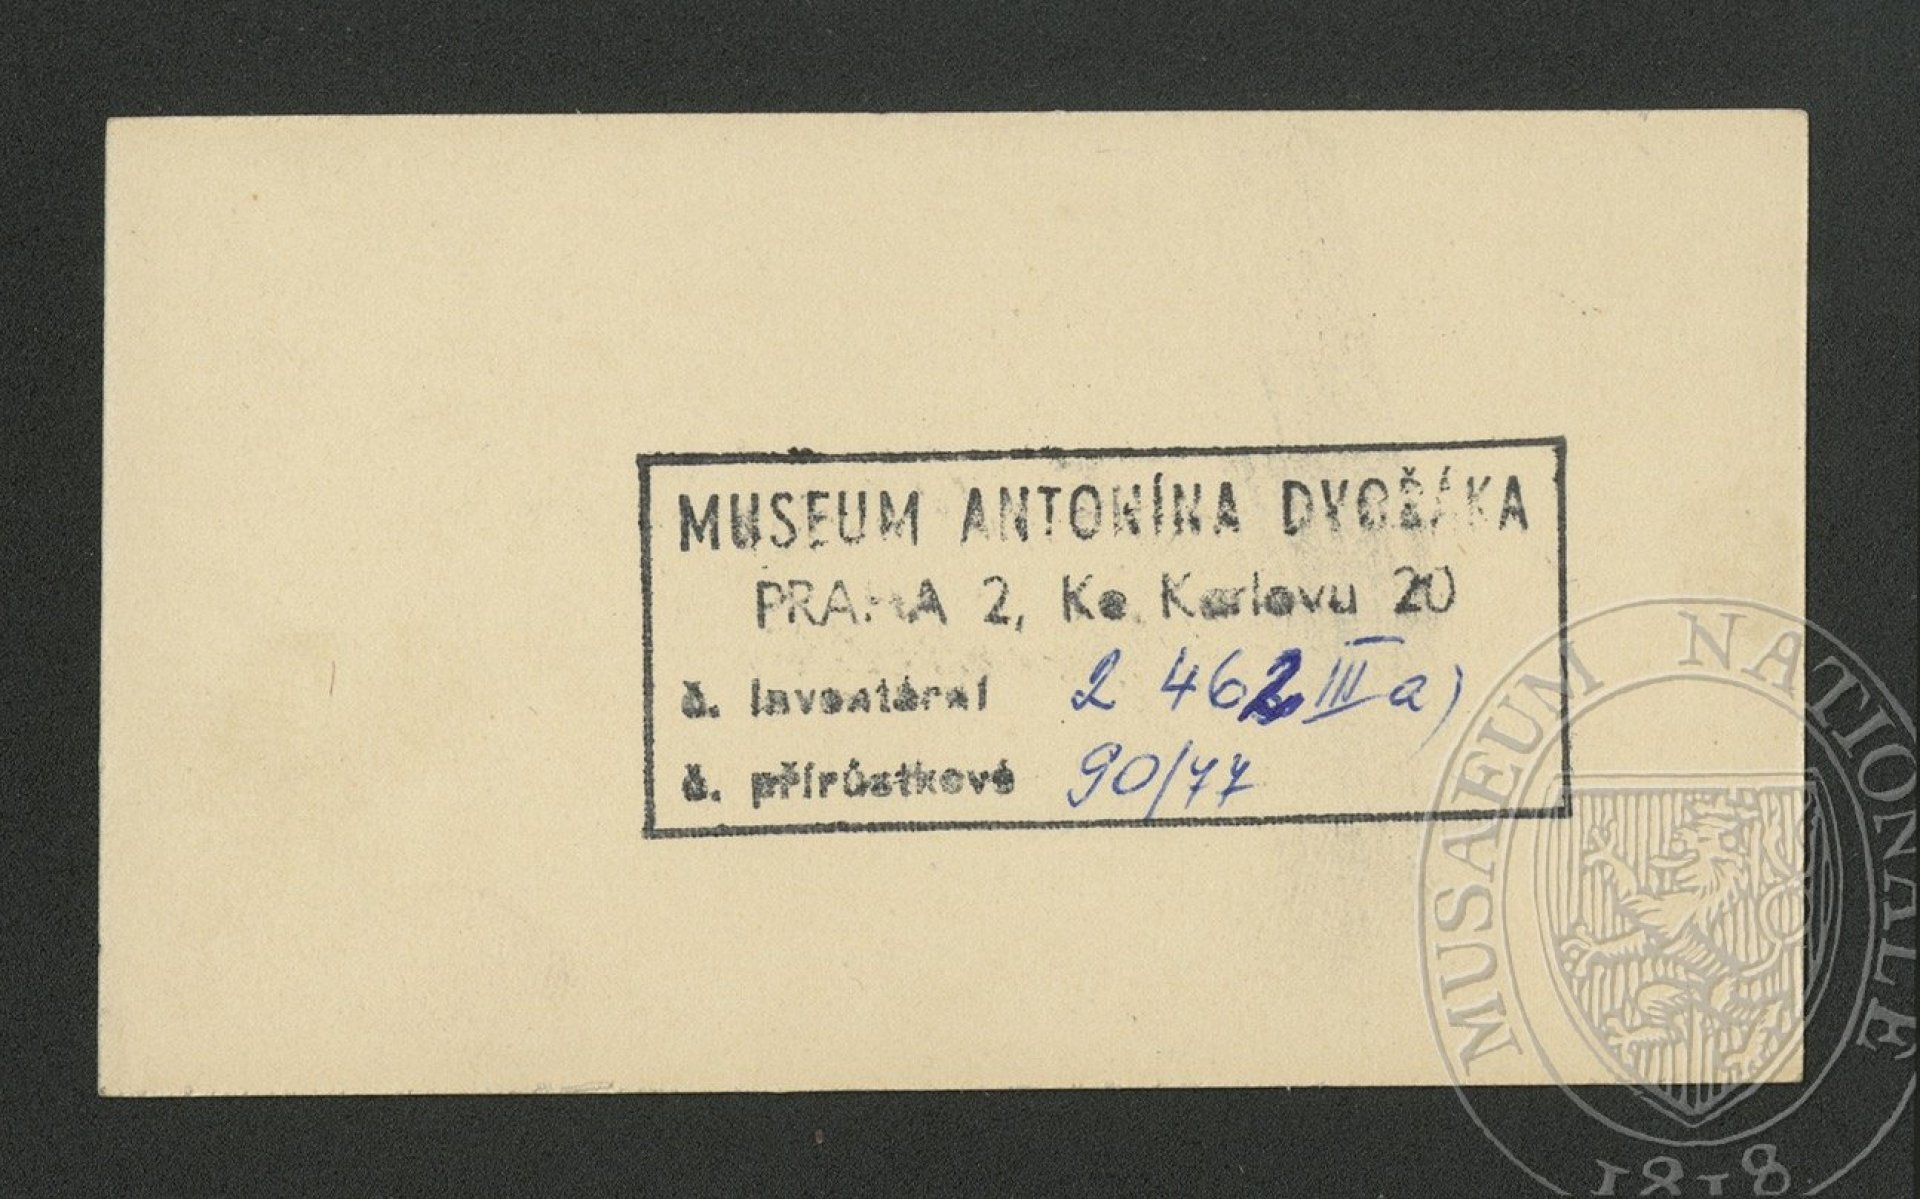 MUSEUM ANTONÍNA DVOŘÁKA
PRAHA 2, Ke Karlovu 20
č. inventární 2 462 III a)
č. přírůstkové 90/77
MUSAEUM NATIONALE
1818